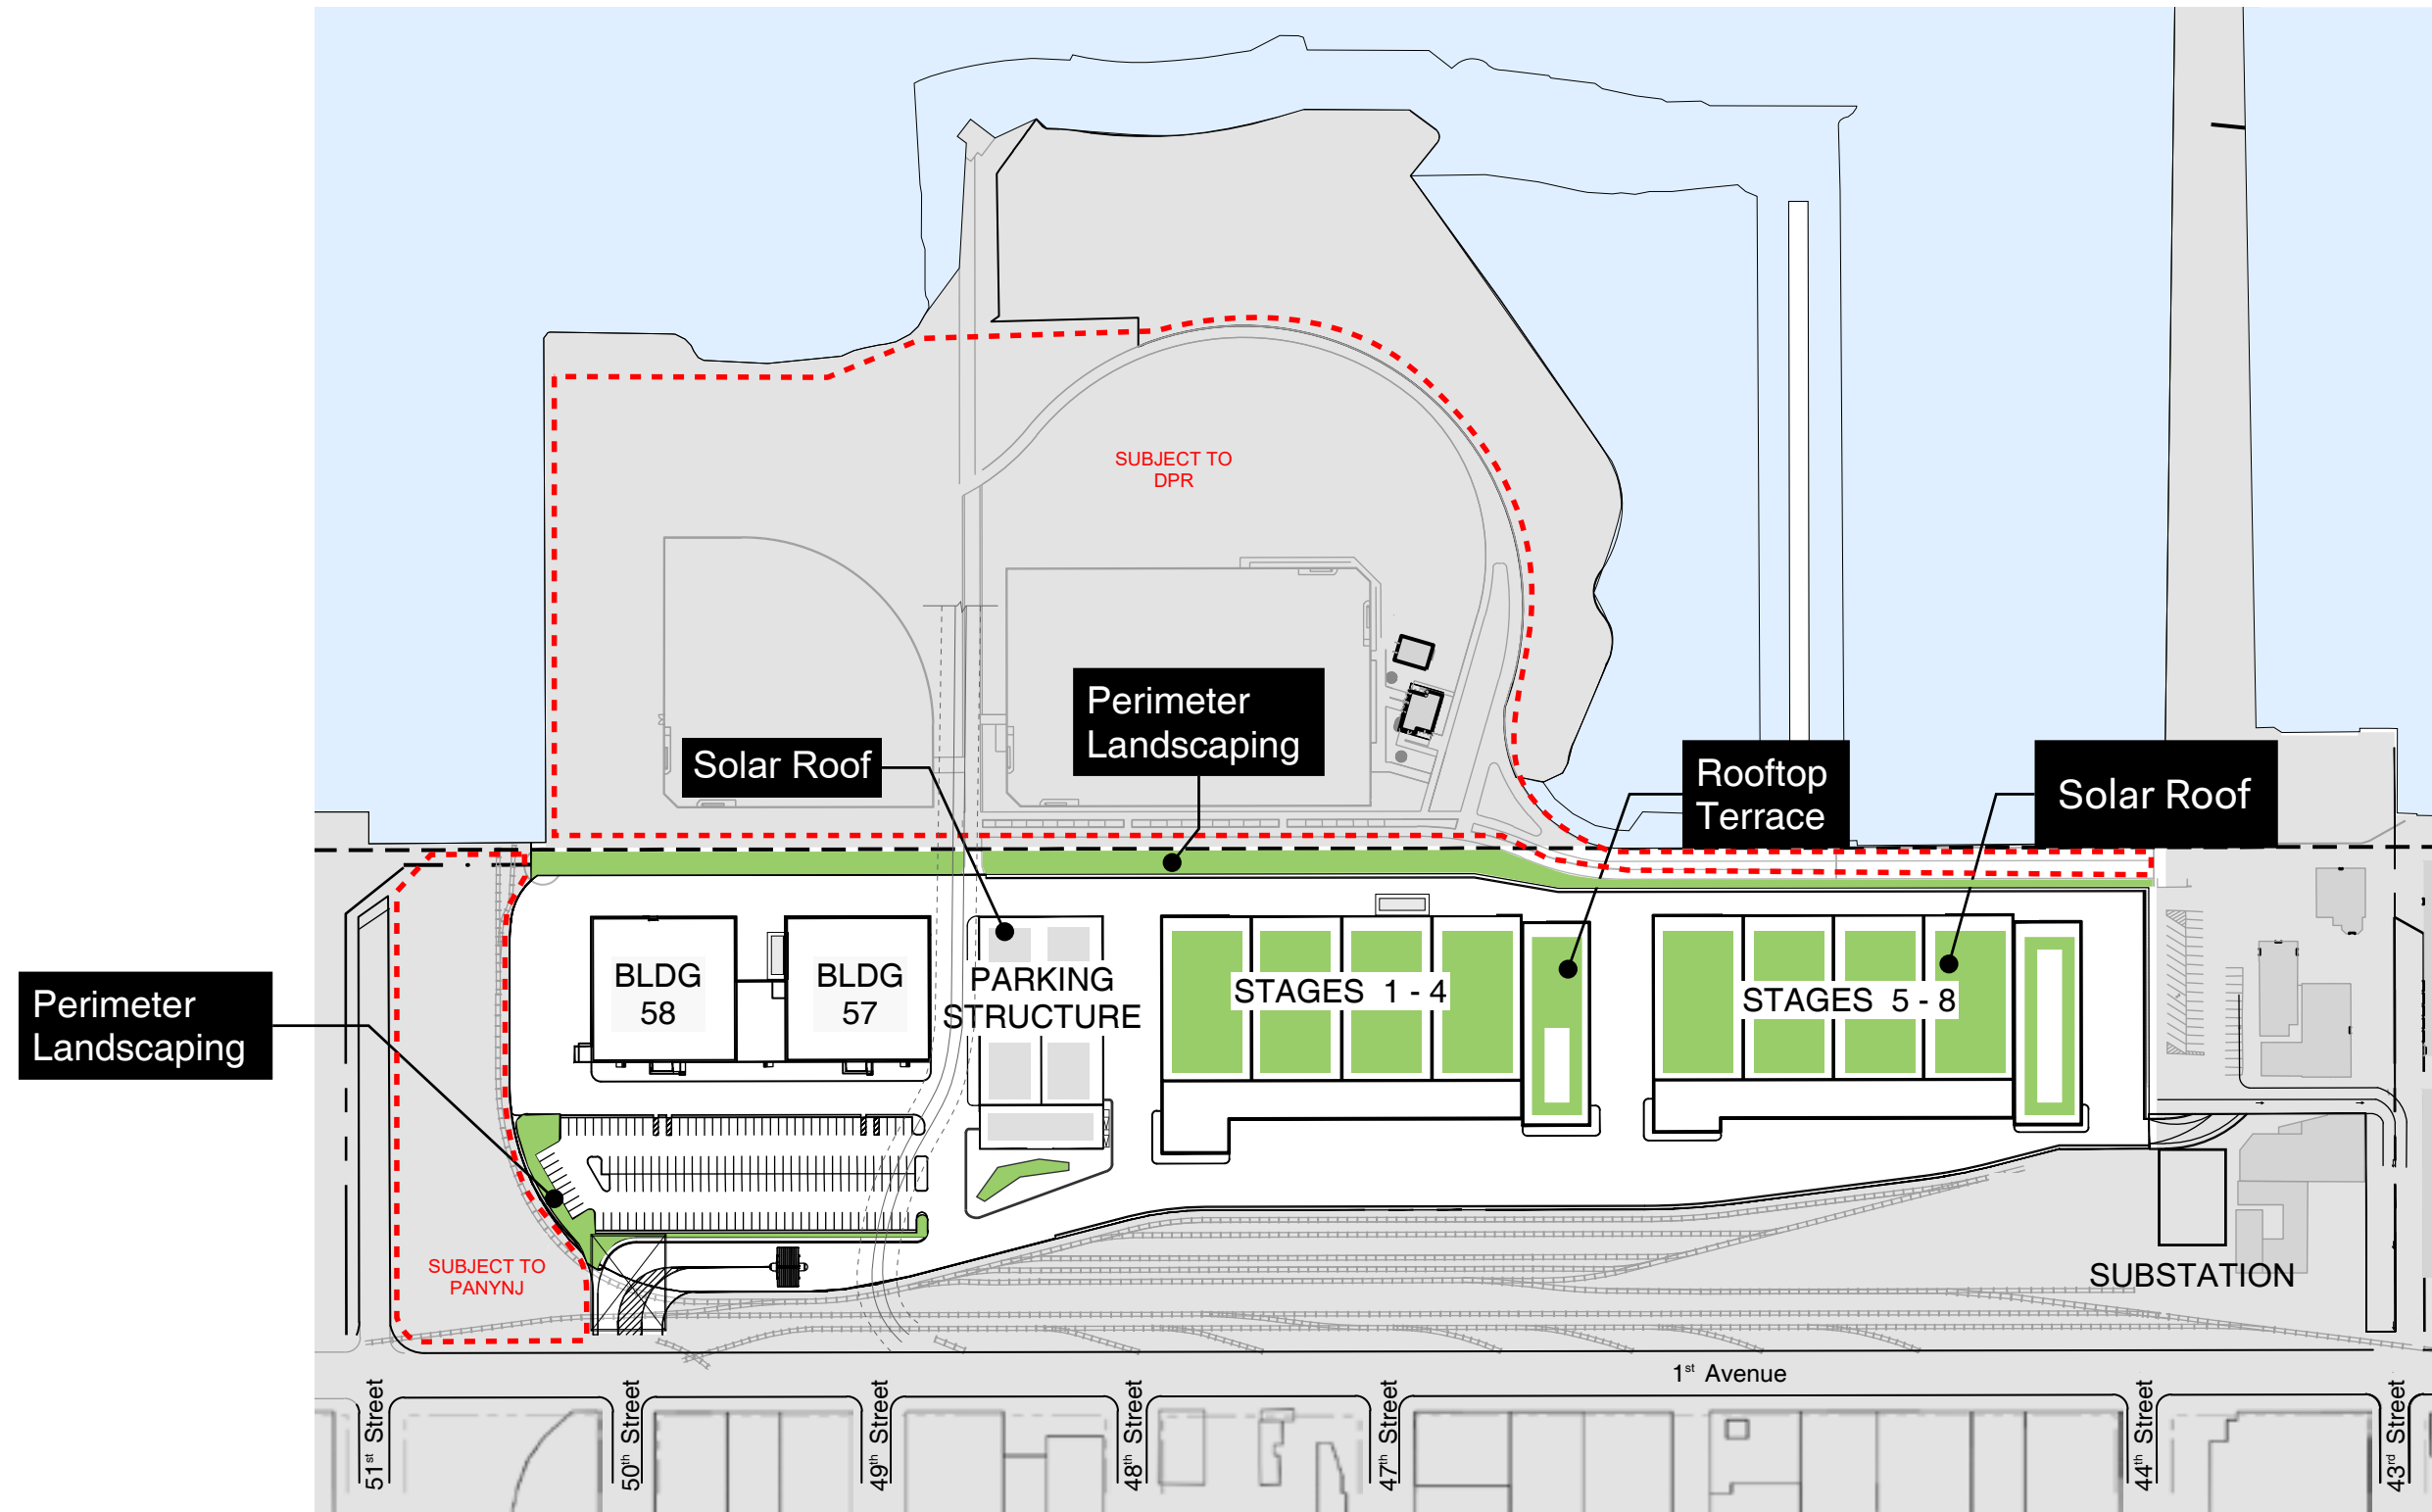 SUBJECT TO
DPR
Perimeter
Landscaping
Solar Roof
Rooftop
Terrace
Solar Roof
BLDG
58
BLDG
57
PARKING
STRUCTURE
STAGES 1 - 4
STAGES 5 - 8
Perimeter
Landscaping
SUBJECT TO
PANYNJ
SUBSTATION
1st Avenue
51st Street
50th Street
49th Street
48th Street
47th Street
44th Street
43rd Street